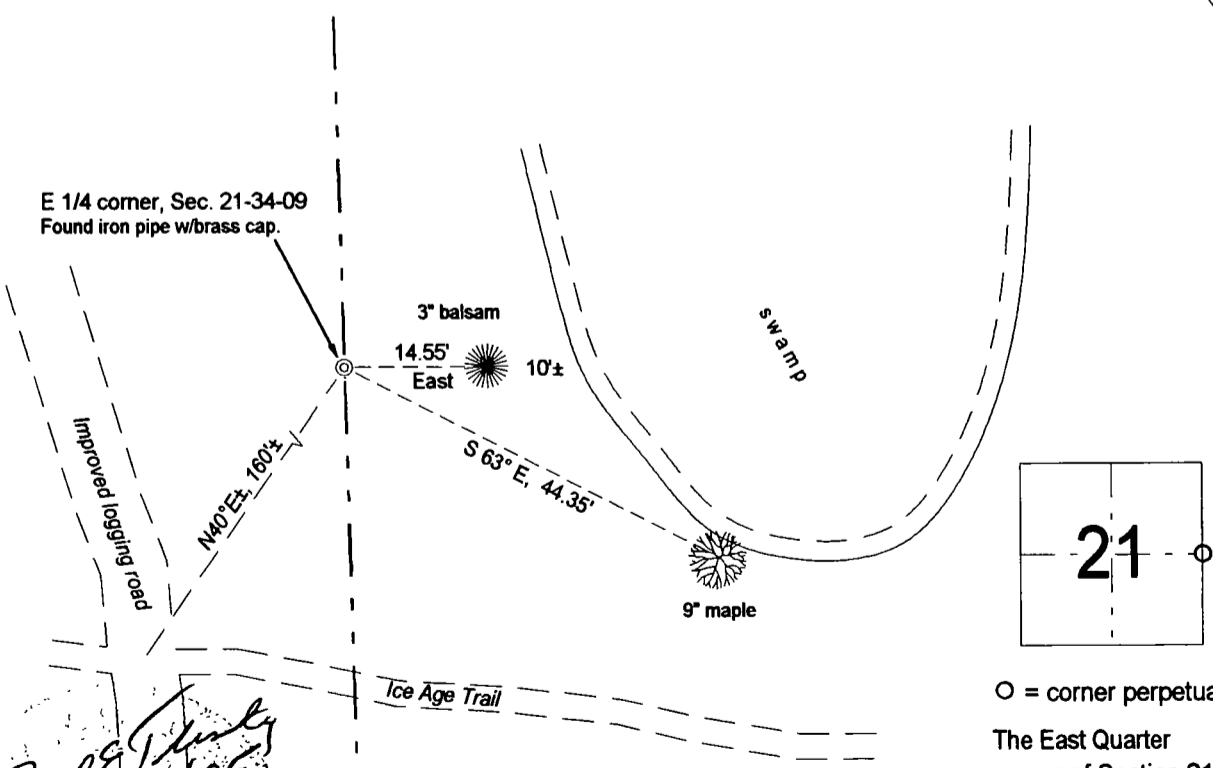 E 1/4 corner, Sec. 21-34-09
Found iron pipe w/brass cap.
3" balsam
14.55'
East
10'±
swamp
S 63° E, 44.35'
N40°E±, 160'±
Improved logging road
9" maple
Ice Age Trail
21
O = corner perpetua
The East Quarter
of Section 21